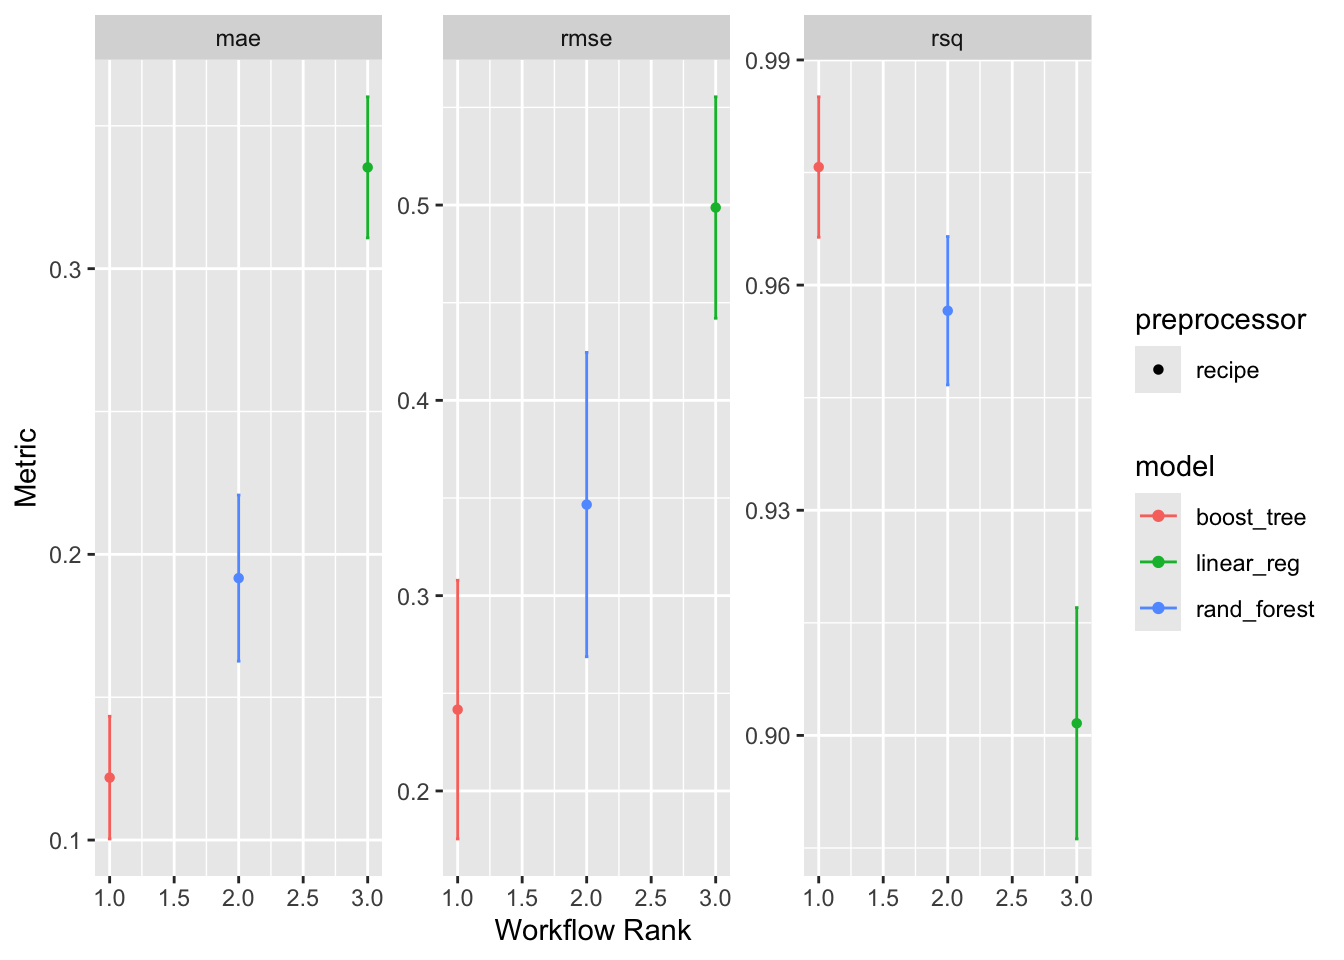 mae
rmse
rsq
Metric
0.3
0.2
0.1
0.5
0.4
0.3
0.2
0.99
0.96
0.93
0.90
1.0 1.5 2.0 2.5 3.0
1.0 1.5 2.0 2.5 3.0
1.0 1.5 2.0 2.5 3.0
Workflow Rank
preprocessor
recipe
model
boost_tree
linear_reg
rand_forest